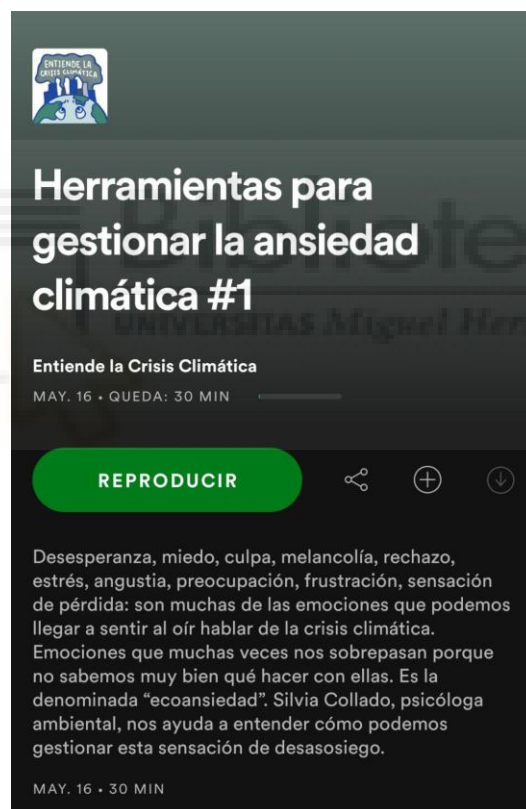 ENTIENDE LA
CRISIS CLIMÁTICA
Herramientas para
gestionar la ansiedad
climática #1
Entiende la Crisis Climática
MAY. 16 • QUEDA: 30 MIN
REPRODUCIR
Desesperanza, miedo, culpa, melancolía, rechazo,
estrés, angustia, preocupación, frustración, sensación
de pérdida: son muchas de las emociones que podemos
llegar a sentir al oír hablar de la crisis climática.
Emociones que muchas veces nos sobrepasan porque
no sabemos muy bien qué hacer con ellas. Es la
denominada “ecoansiedad”. Silvia Collado, psicóloga
ambiental, nos ayuda a entender cómo podemos
gestionar esta sensación de desasosiego.
MAY. 16 • 30 MIN
Bibliote
UNIVERSITAS Miguel Her